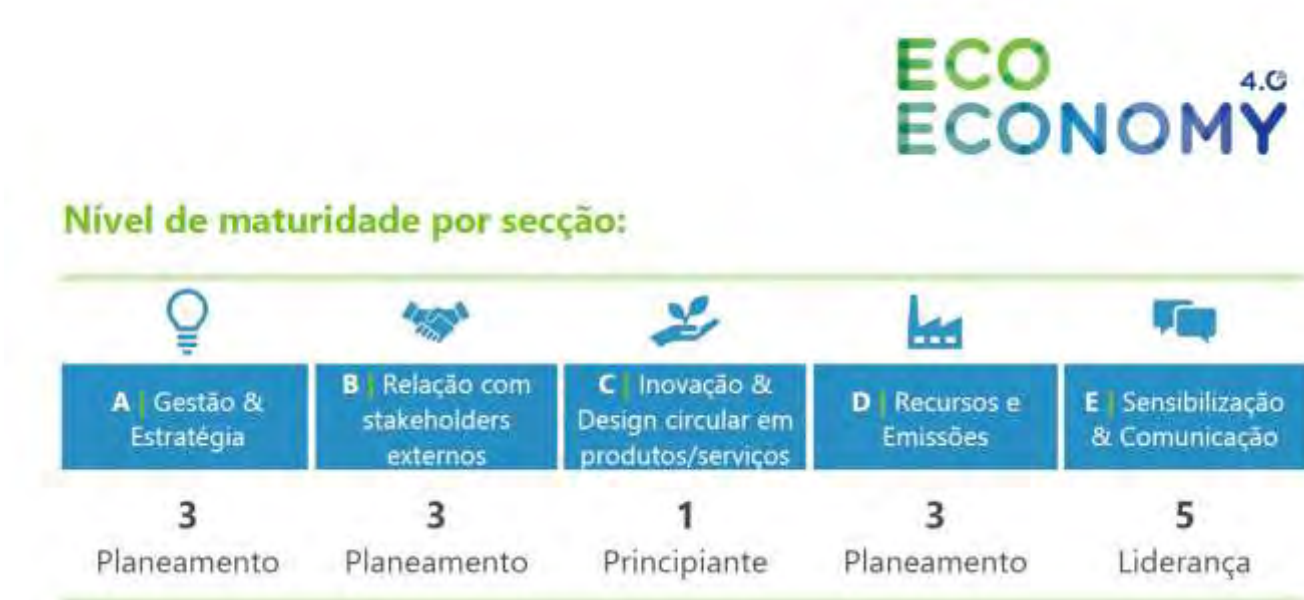 ECO
4.0
ECONOMY
Nível de maturidade por secção:
A | Gestão &
Estratégia
B | Relação com
stakeholders
externos
C | Inovação &
Design circular em
produtos/serviços
D | Recursos e
Emissões
E | Sensibilização
& Comunicação
3
Planeamento
3
Planeamento
1
Principiante
3
Planeamento
5
Liderança